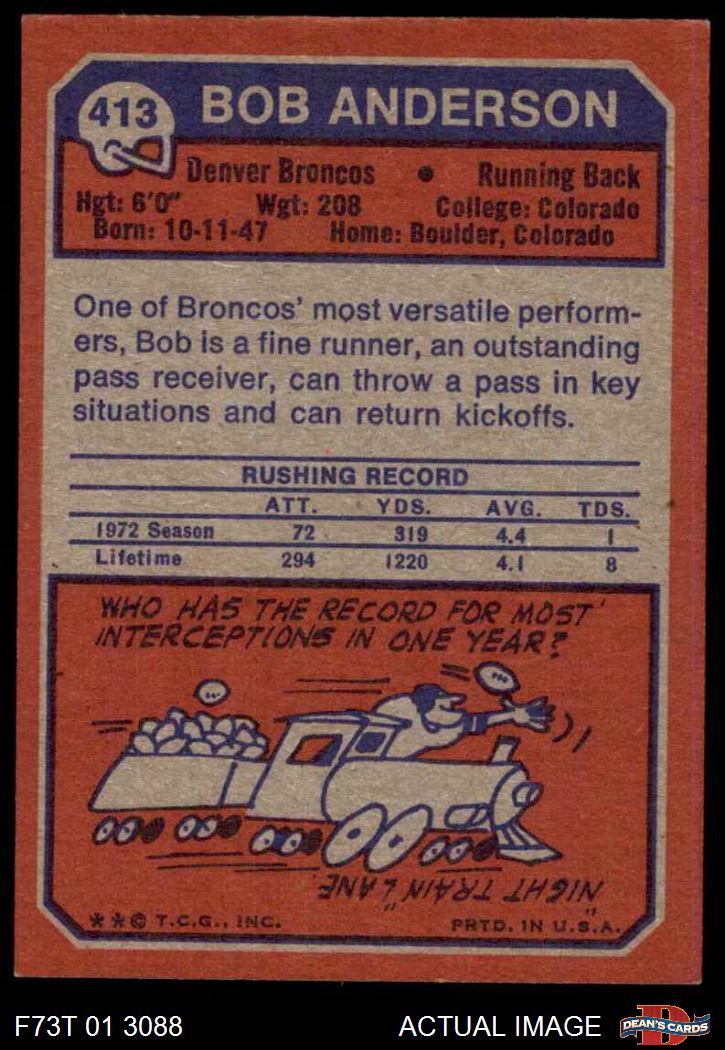 413
BOB ANDERSON
Denver Broncos • Running Back
Hgt: 6'0" Wgt: 208 College: Colorado
Born: 10-11-47 Home: Boulder, Colorado
One of Broncos' most versatile perform-
ers, Bob is a fine runner, an outstanding
pass receiver, can throw a pass in key
situations and can return kickoffs.
RUSHING RECORD
ATT. YDS. AVG. TDS.
1972 Season 72 319 4.4 1
Lifetime 294 1220 4.1 8
WHO HAS THE RECORD FOR MOST
INTERCEPTIONS IN ONE YEAR?
"NIGHT TRAIN" LANE
**© T.C.G., INC. PRTD. IN U.S.A.
F73T 01 3088 ACTUAL IMAGE
D
DEAN'S CARDS